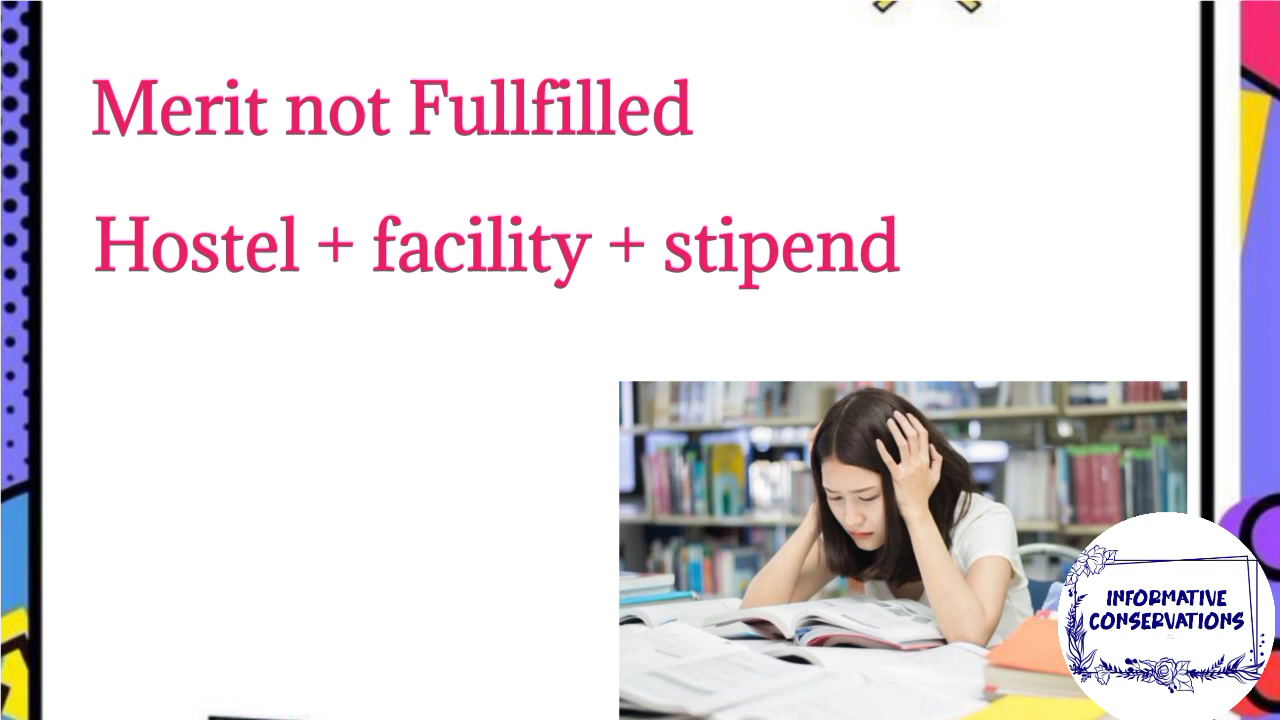 Merit not Fullfilled
Hostel + facility + stipend
INFORMATIVE
CONSERVATIONS